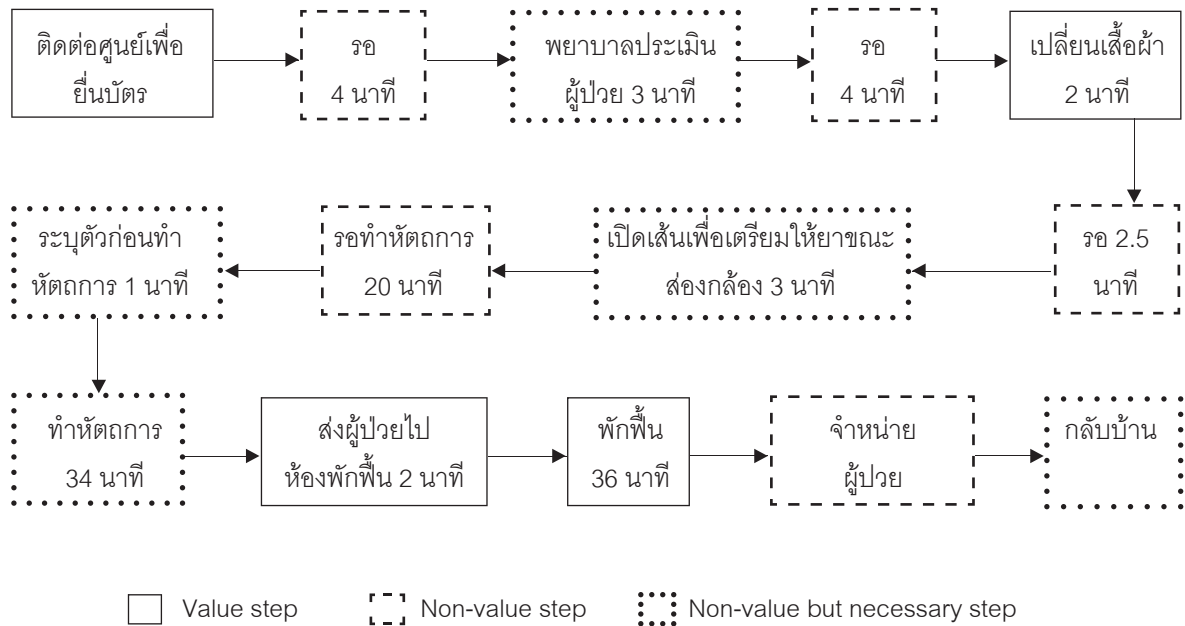 ติดต่อศูนย์เพื่อ
ยื่นบัตร
รอ
4 นาที
พยาบาลประเมิน
ผู้ป่วย 3 นาที
รอ
4 นาที
เปลี่ยนเสื้อผ้า
2 นาที
รอ 2.5
นาที
เปิดเส้นเพื่อเตรียมให้ยาขณะ
ส่องกล้อง 3 นาที
รอทำหัตถการ
20 นาที
ระบุตัวก่อนทำ
หัตถการ 1 นาที
ทำหัตถการ
34 นาที
ส่งผู้ป่วยไป
ห้องพักฟื้น 2 นาที
พักฟื้น
36 นาที
จำหน่าย
ผู้ป่วย
กลับบ้าน
Value step
Non-value step
Non-value but necessary step